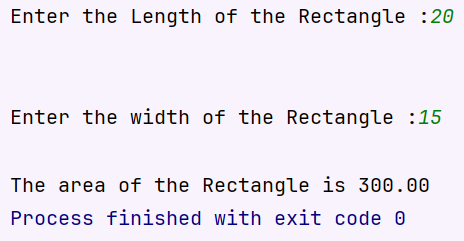 Enter the Length of the Rectangle :20
Enter the width of the Rectangle :15
The area of the Rectangle is 300.00
Process finished with exit code 0